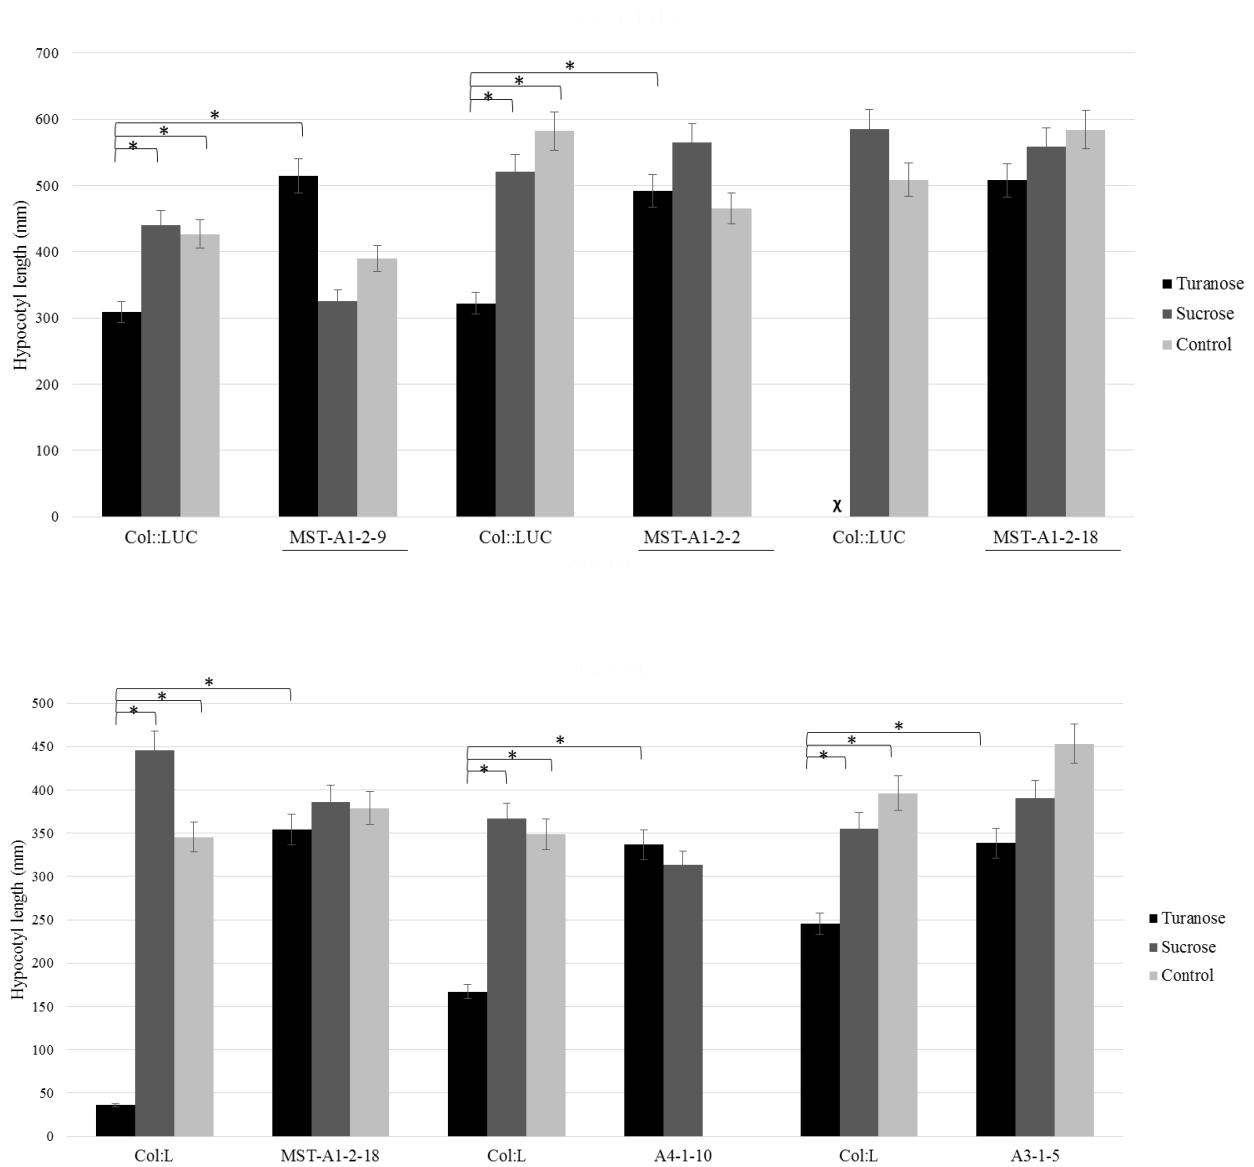 700
600
500
400
300
200
100
0
Hypocotyl length (mm)
* * * * * *
χ
Col::LUC MST-A1-2-9 Col::LUC MST-A1-2-2 Col::LUC MST-A1-2-18
Turanose
Sucrose
Control
500
450
400
350
300
250
200
150
100
50
0
Hypocotyl length (mm)
* * * * * * * * *
Col:L MST-A1-2-18 Col:L A4-1-10 Col:L A3-1-5
Turanose
Sucrose
Control